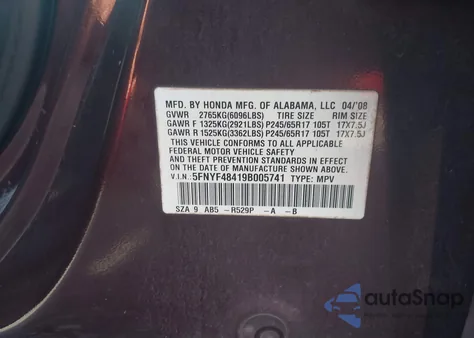 MFD. BY HONDA MFG. OF ALABAMA, LLC 04/'08
GVWR 2765KG(6096LBS) TIRE SIZE RIM SIZE
GAWR F 1325KG(2921LBS) P245/65R17 105T 17X7.5J
GAWR R 1525KG(3362LBS) P245/65R17 105T 17X7.5J
THIS VEHICLE CONFORMS TO ALL APPLICABLE
FEDERAL MOTOR VEHICLE SAFETY
AND THEFT PREVENTION STANDARDS IN EFFECT ON
THE DATE OF MANUFACTURE SHOWN ABOVE.
V.I.N. 5FNYF48419B005741 TYPE: MPV
SZA 9 AB5 -R529P -A -B
autoSnap